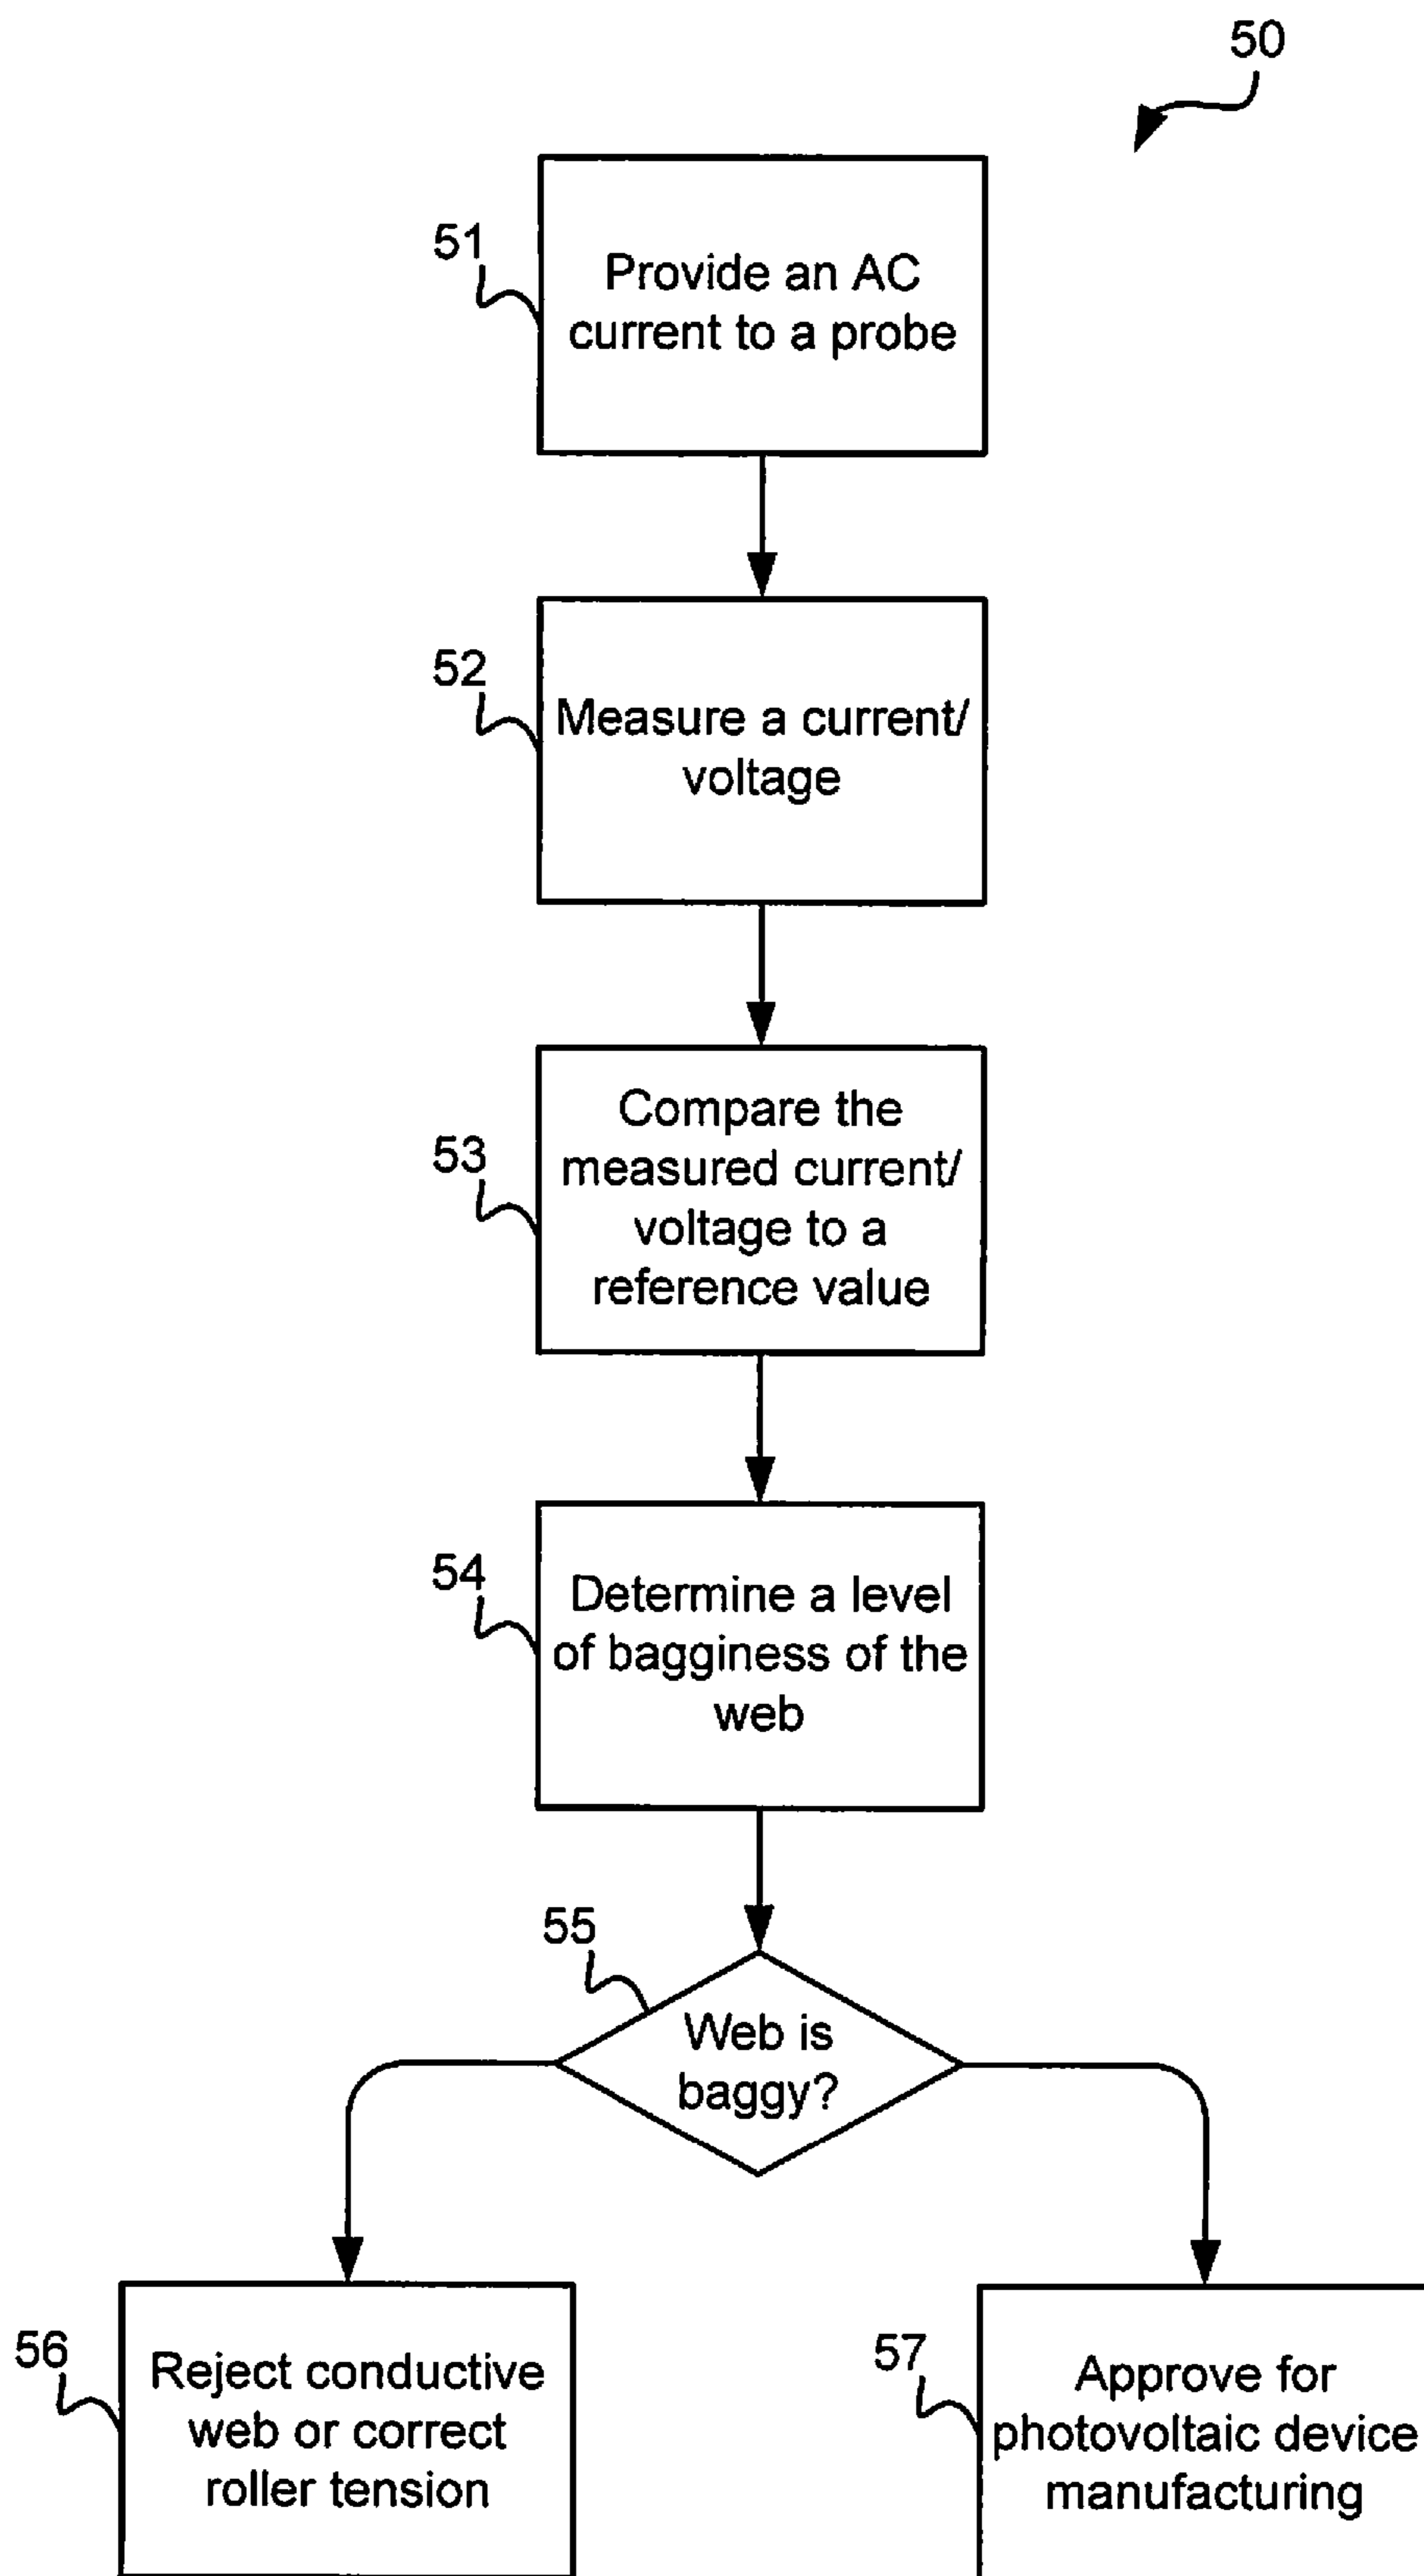 50
51
Provide an AC
current to a probe
52
Measure a current/
voltage
53
Compare the
measured current/
voltage to a
reference value
54
Determine a level
of bagginess of the
web
55
Web is
baggy?
56
Reject conductive
web or correct
roller tension
57
Approve for
photovoltaic device
manufacturing